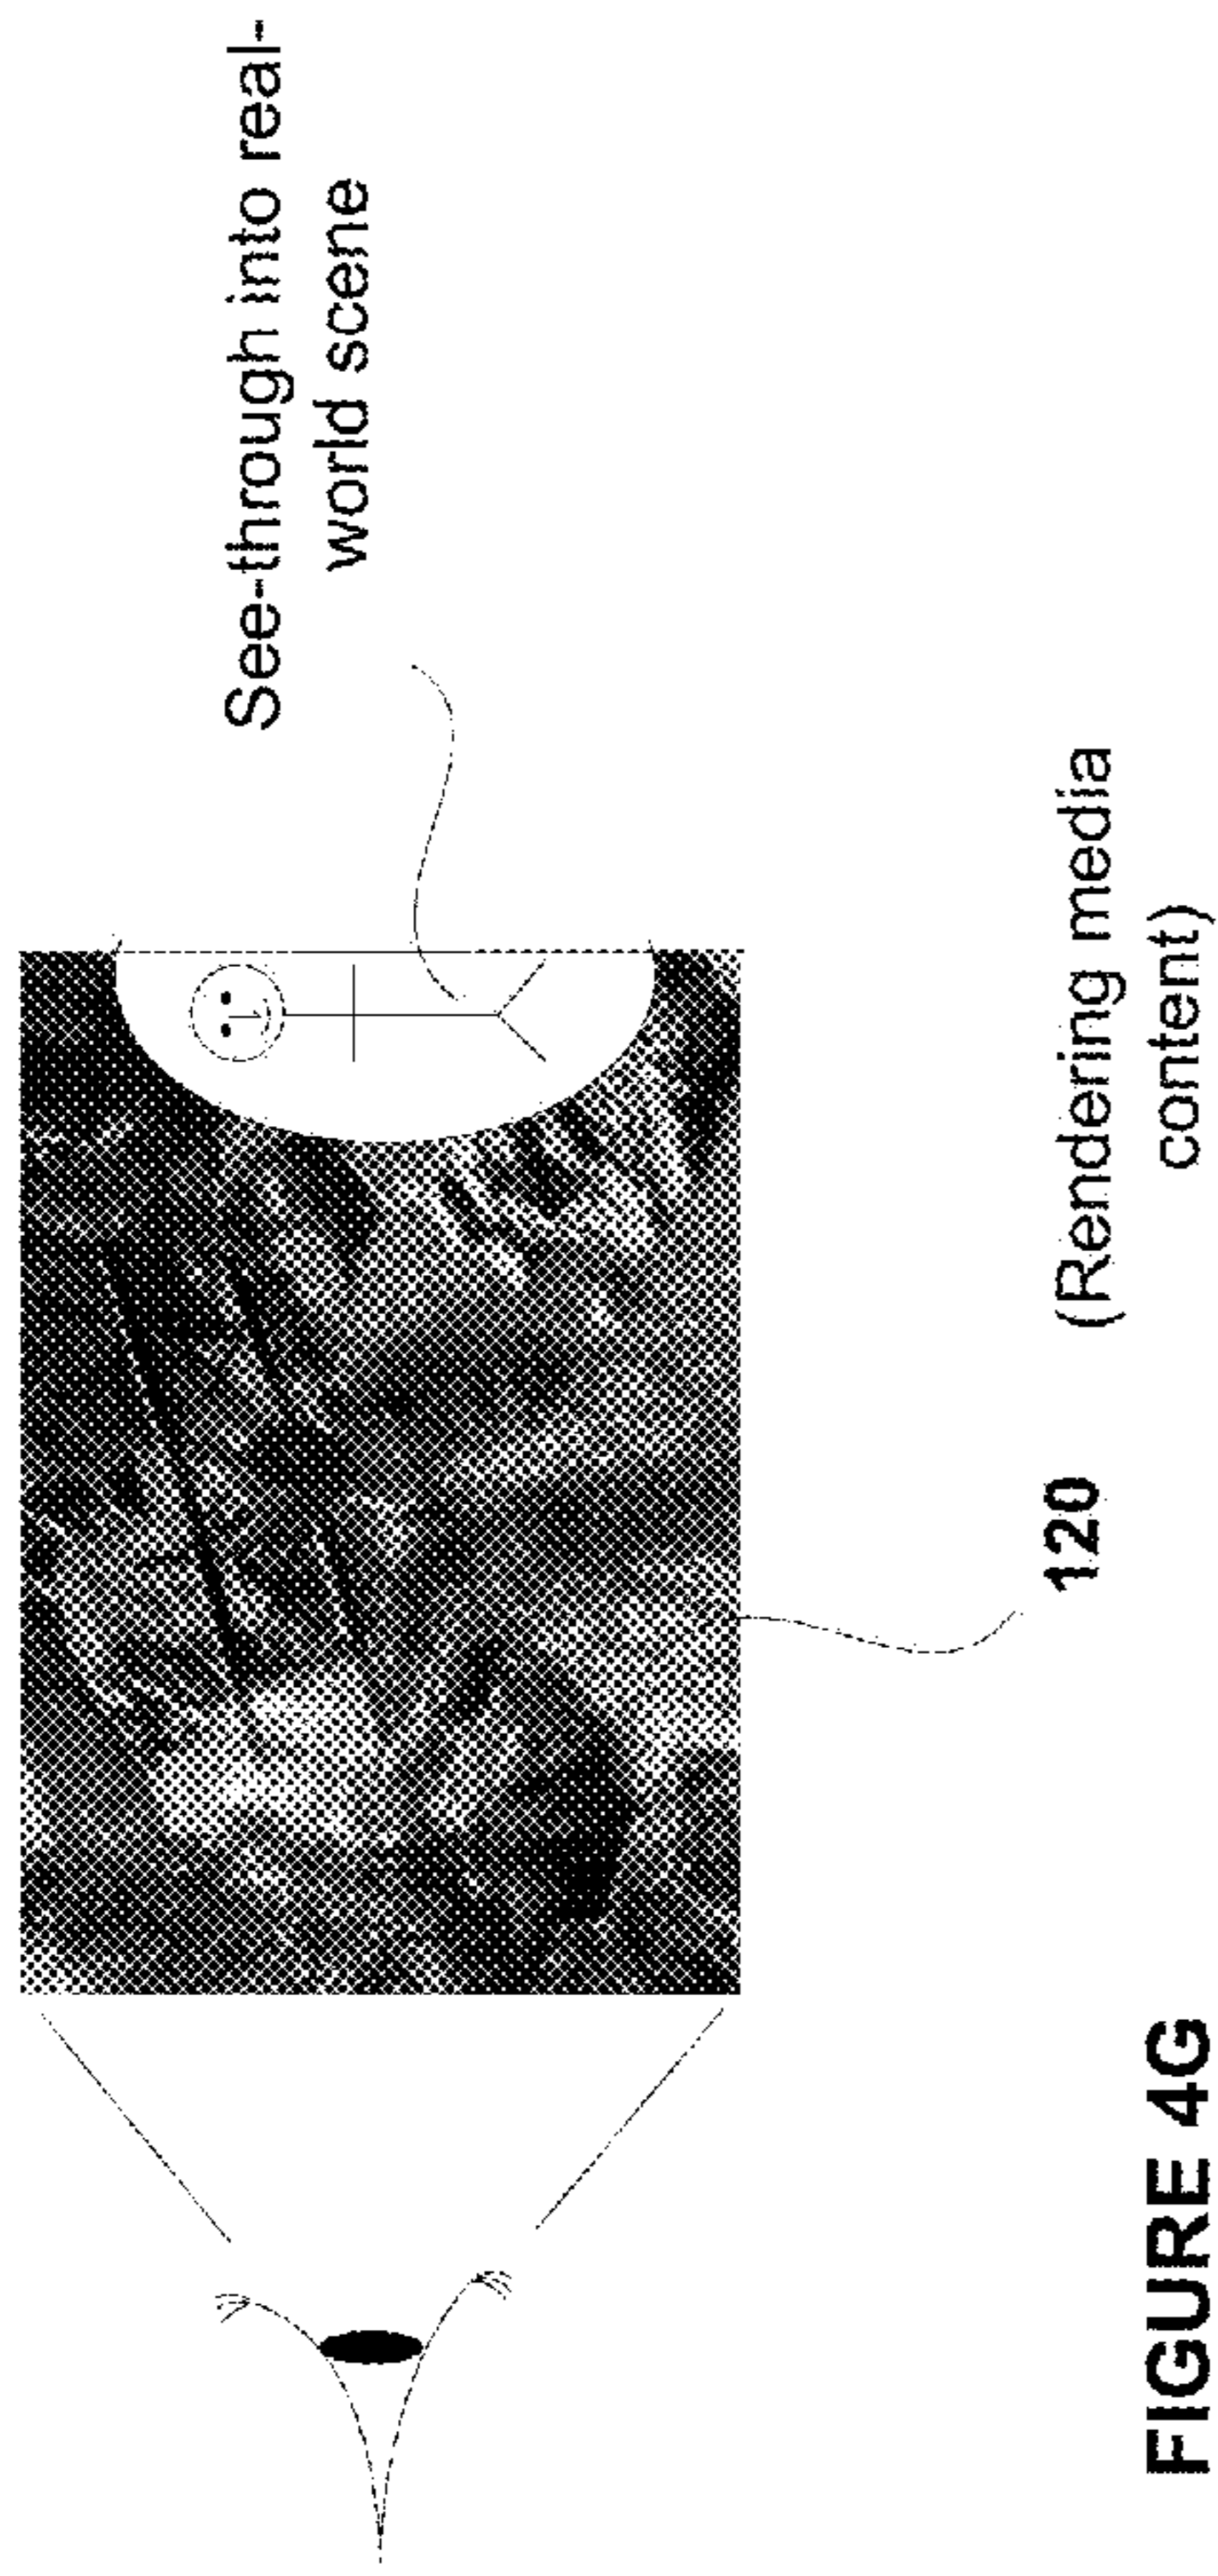 See-through into real-
world scene
120
(Rendering media
content)
FIGURE 4G